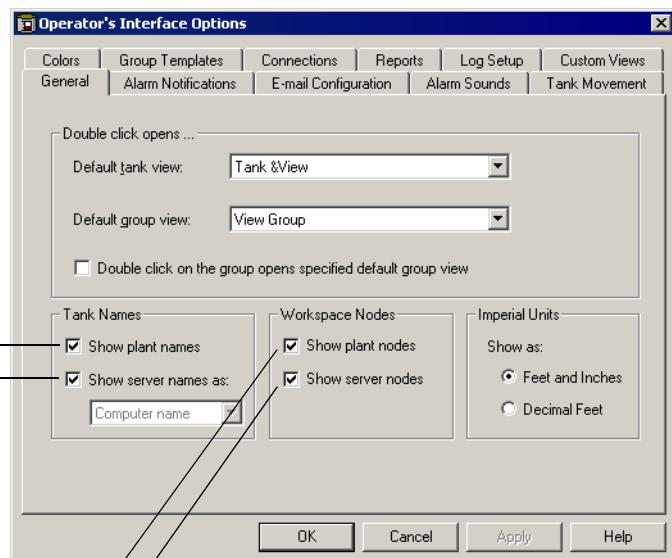 Operator's Interface Options
Colors
Group Templates
Connections
Reports
Log Setup
Custom Views
General
Alarm Notifications
E-mail Configuration
Alarm Sounds
Tank Movement
Double click opens ...
Default tank view:
Tank &View
Default group view:
View Group
Double click on the group opens specified default group view
Tank Names
Show plant names
Show server names as:
Computer name
Workspace Nodes
Show plant nodes
Show server nodes
Imperial Units
Show as:
Feet and Inches
Decimal Feet
OK
Cancel
Apply
Help